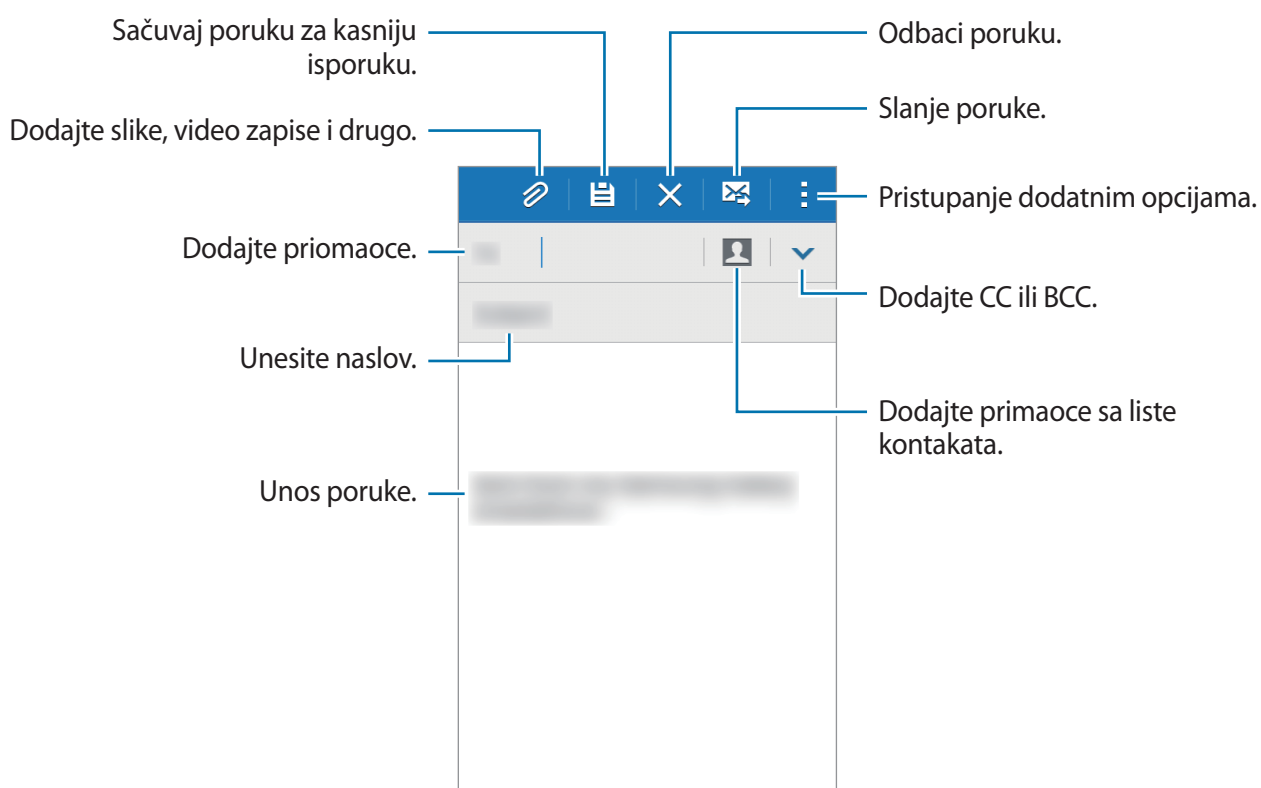 Sačuvaj poruku za kasniju
isporuku.
Dodajte slike, video zapise i drugo.
Dodajte priomaoce.
Unesite naslov.
Unos poruke.
Odbaci poruku.
Slanje poruke.
Pristupanje dodatnim opcijama.
Dodajte CC ili BCC.
Dodajte primaoce sa liste
kontakata.